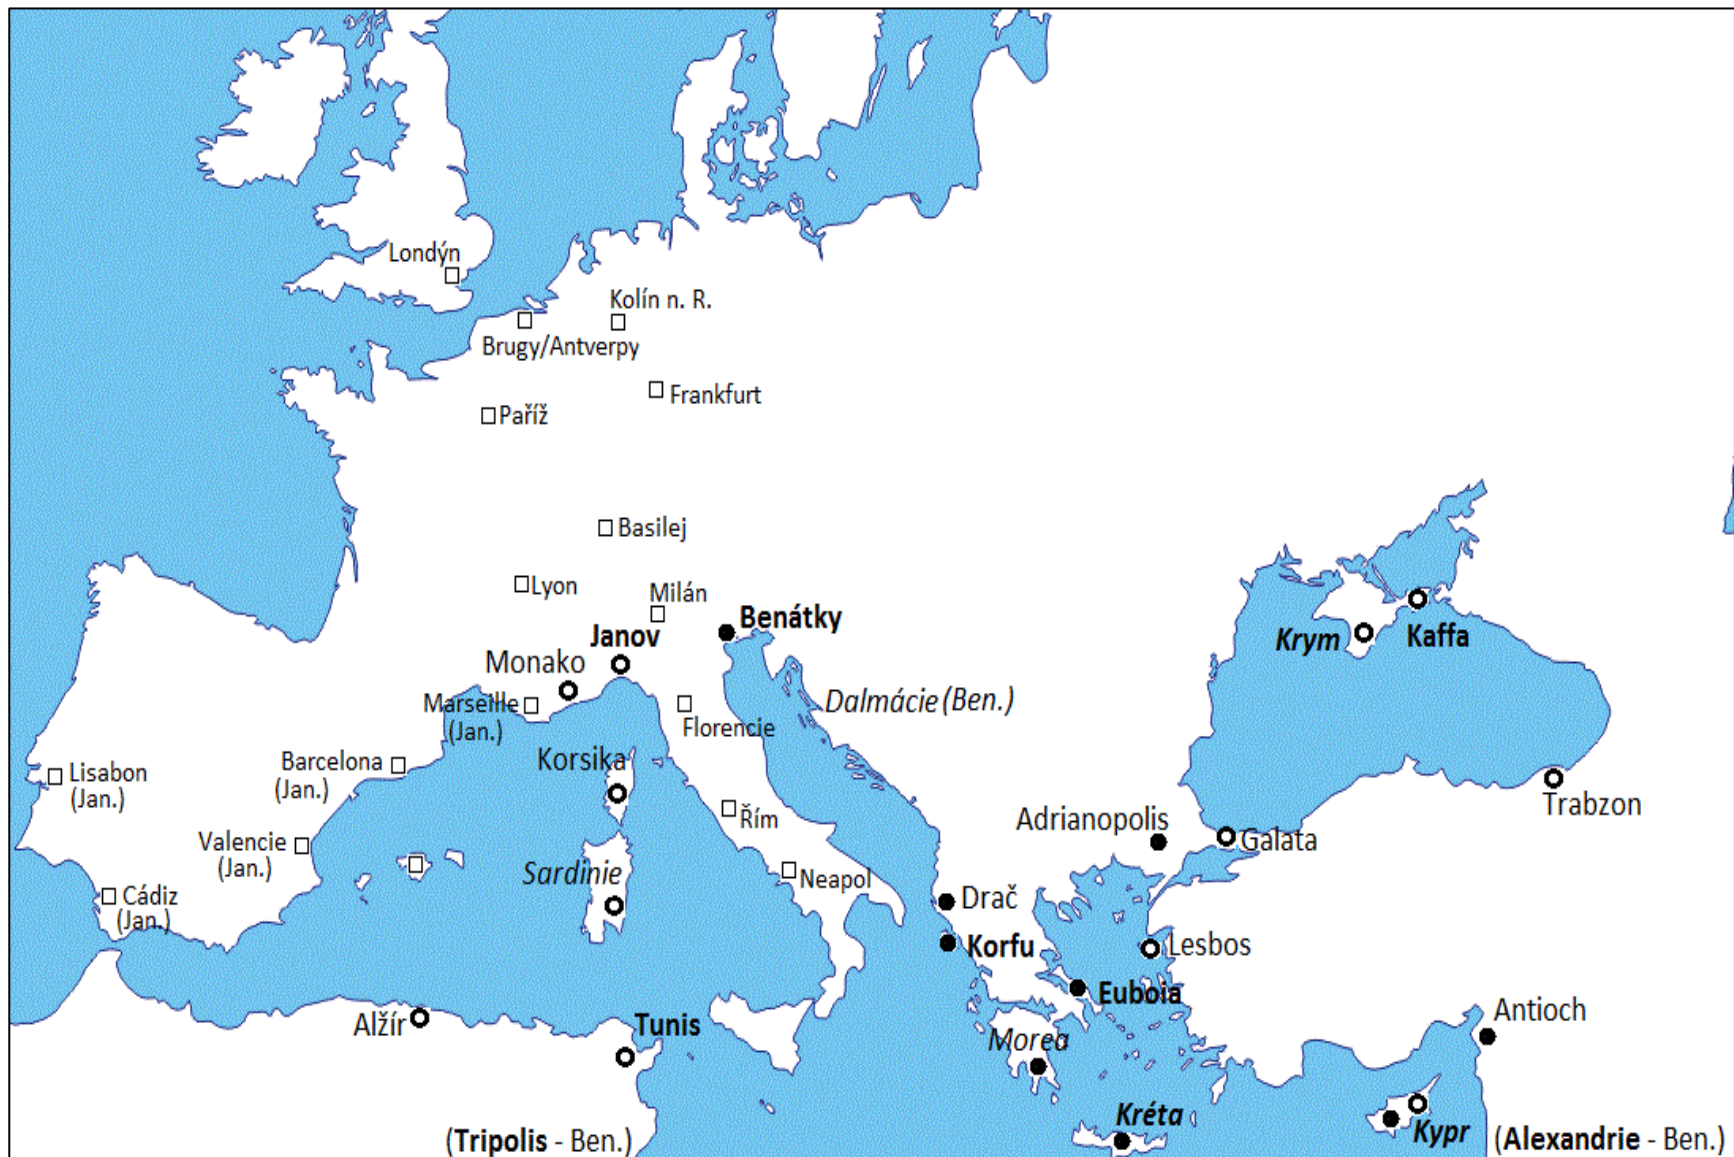 Londýn
Kolín n. R.
Brugy/Antverpy
Frankfurt
Paříž
Basilej
Lyon
Milán
Benátky
Janov
Krym
Kaffa
Monako
Marseille
(Jan.)
Dalmácie (Ben.)
Florencie
Korsika
Barcelona
(Jan.)
Lisabon
(Jan.)
Trabzon
Řím
Adrianopolis
Galata
Valencie
(Jan.)
Sardinie
Neapol
Cádiz
(Jan.)
Drač
Korfu
Lesbos
Euboia
Antioch
Alžír
Tunis
Morea
Kréta
Kypr
(Tripolis - Ben.)
(Alexandrie - Ben.)